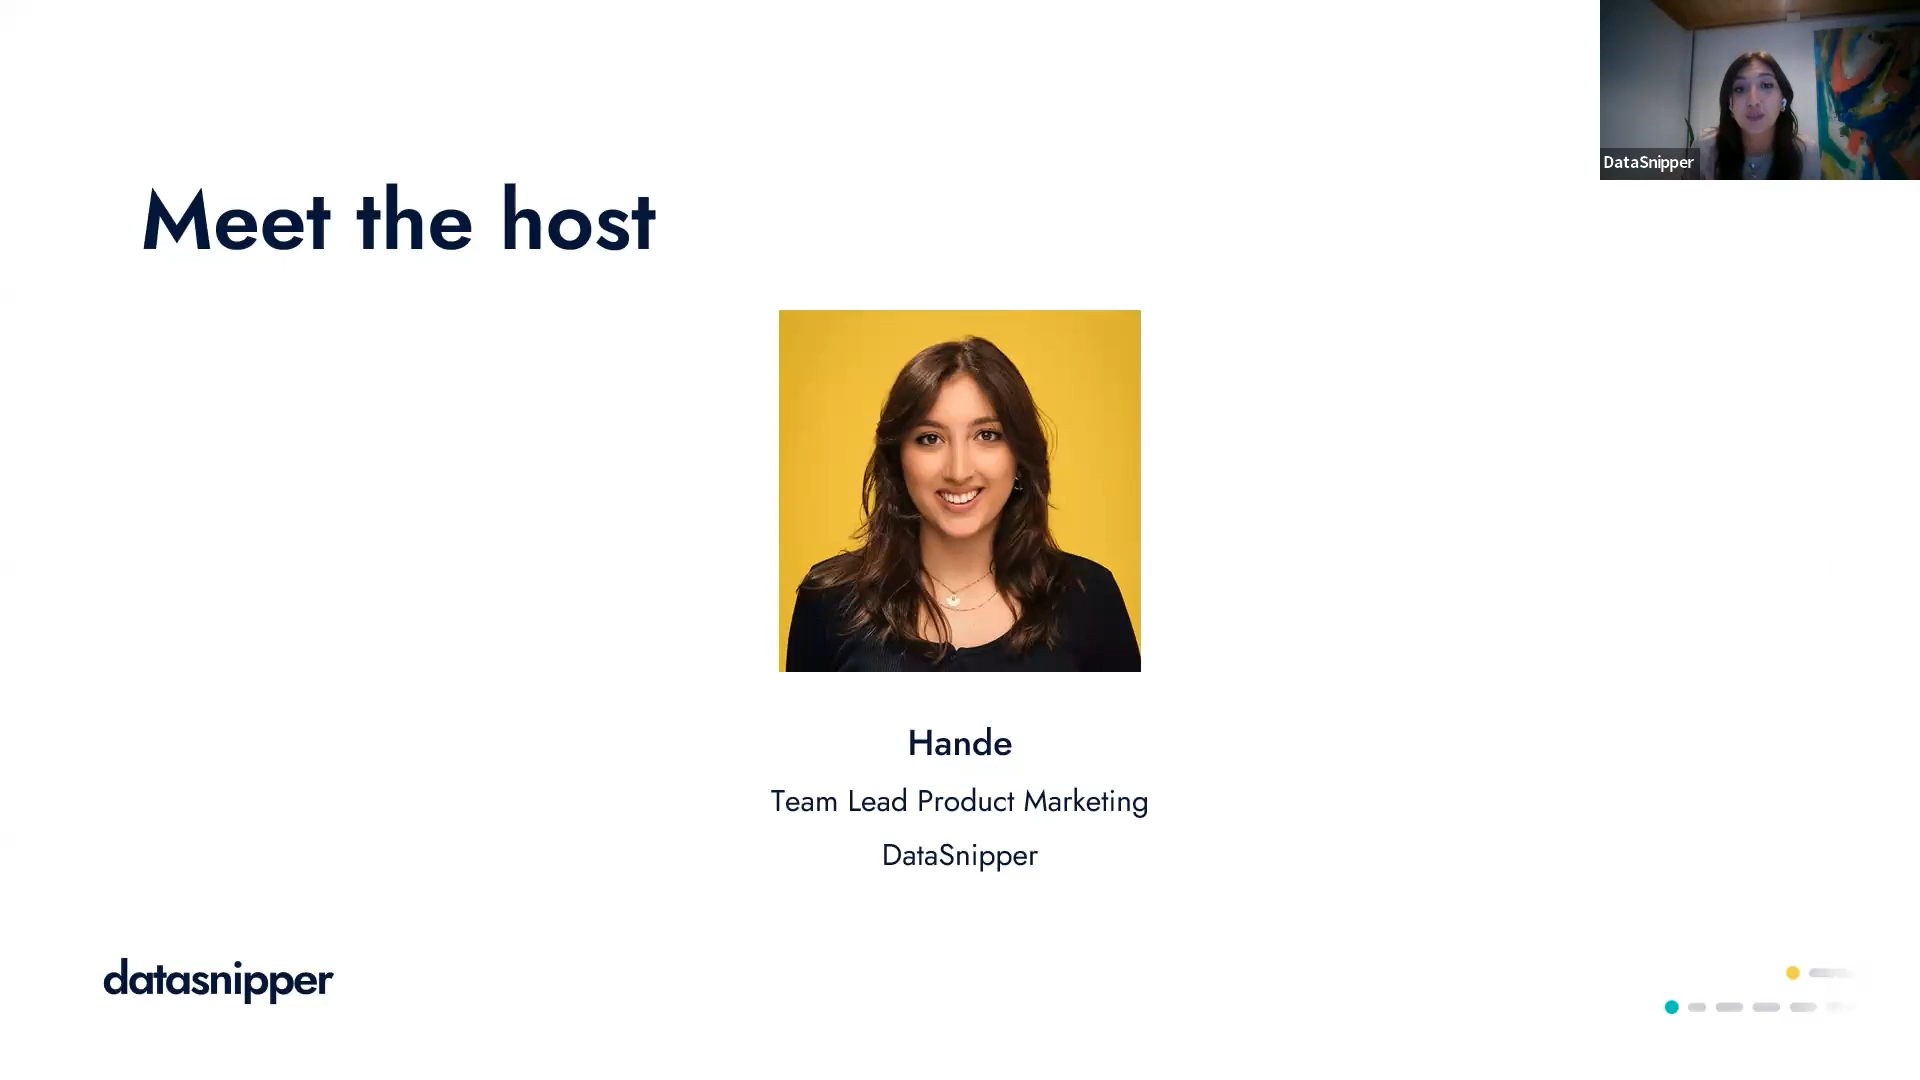 DataSnipper
Meet the host
Hande
Team Lead Product Marketing
DataSnipper
datasnipper